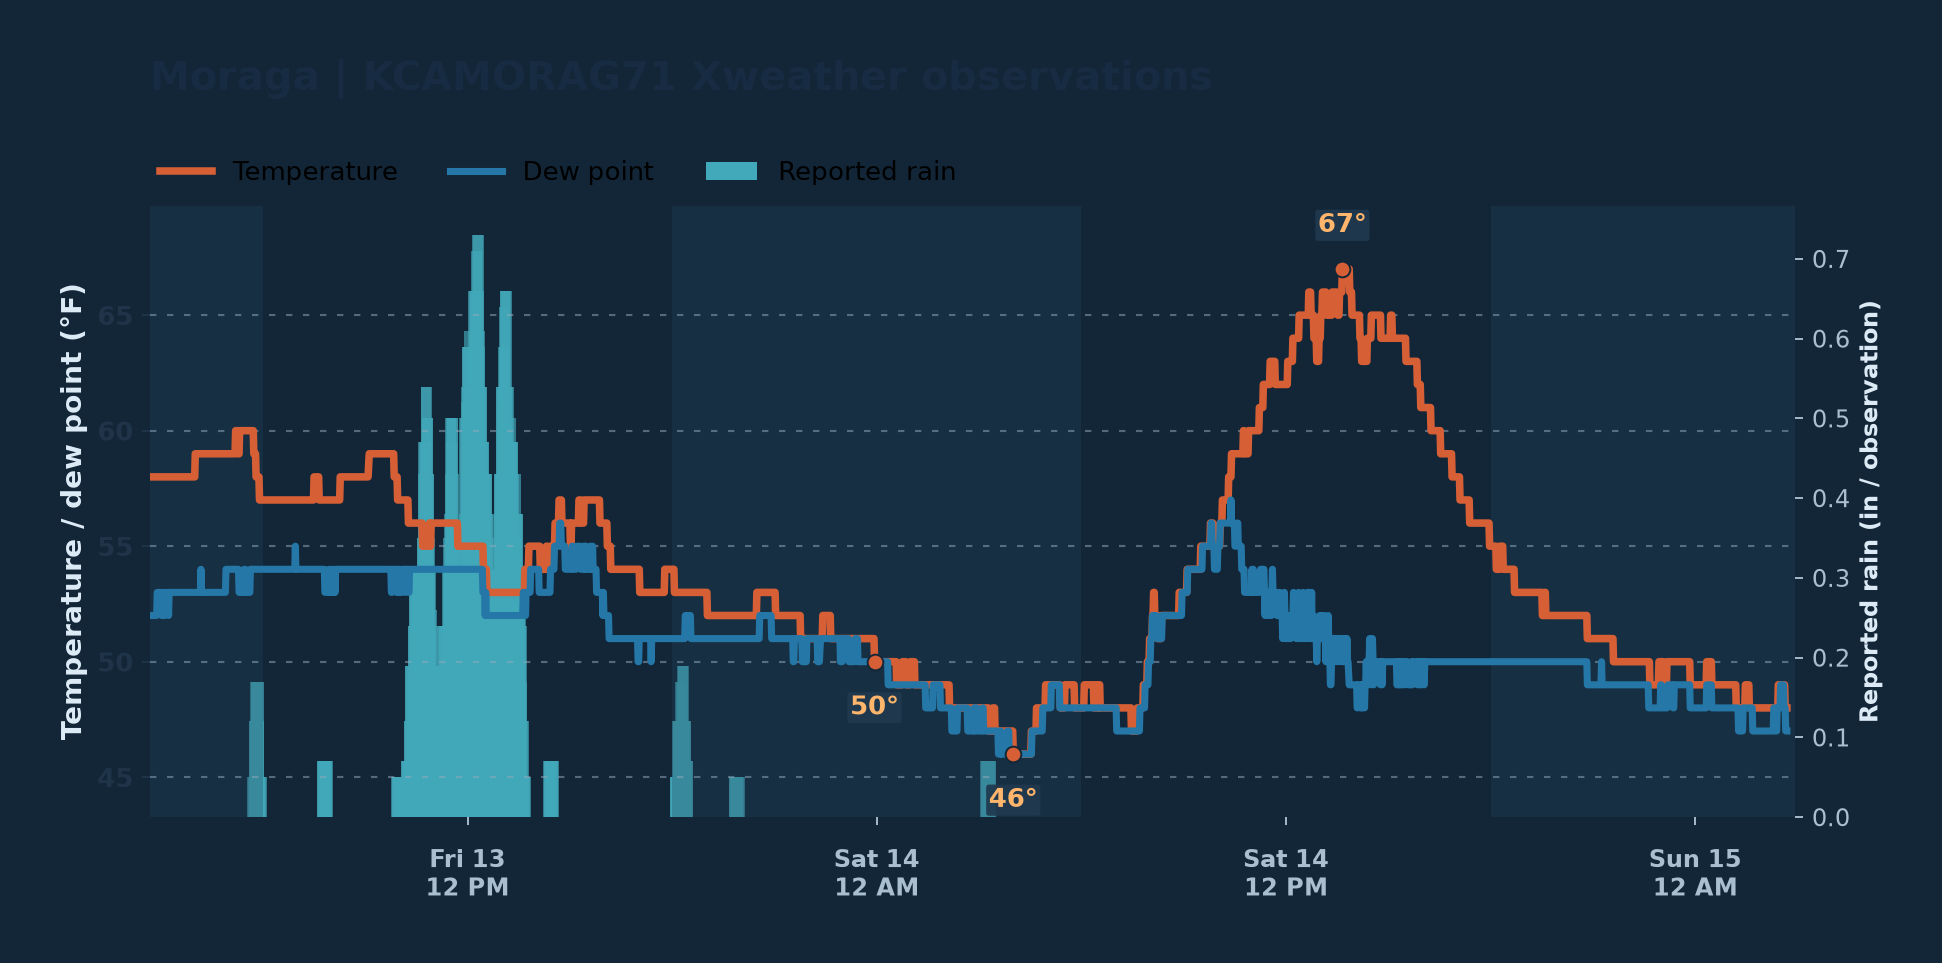 Moraga | KCAMORAG71 Xweather observations
Temperature Dew point Reported rain
Temperature / dew point (°F)
65
60
55
50
45
67°
50°
46°
0.7
0.6
0.5
0.4
0.3
0.2
0.1
0.0
Reported rain (in / observation)
Fri 13
12 PM
Sat 14
12 AM
Sat 14
12 PM
Sun 15
12 AM